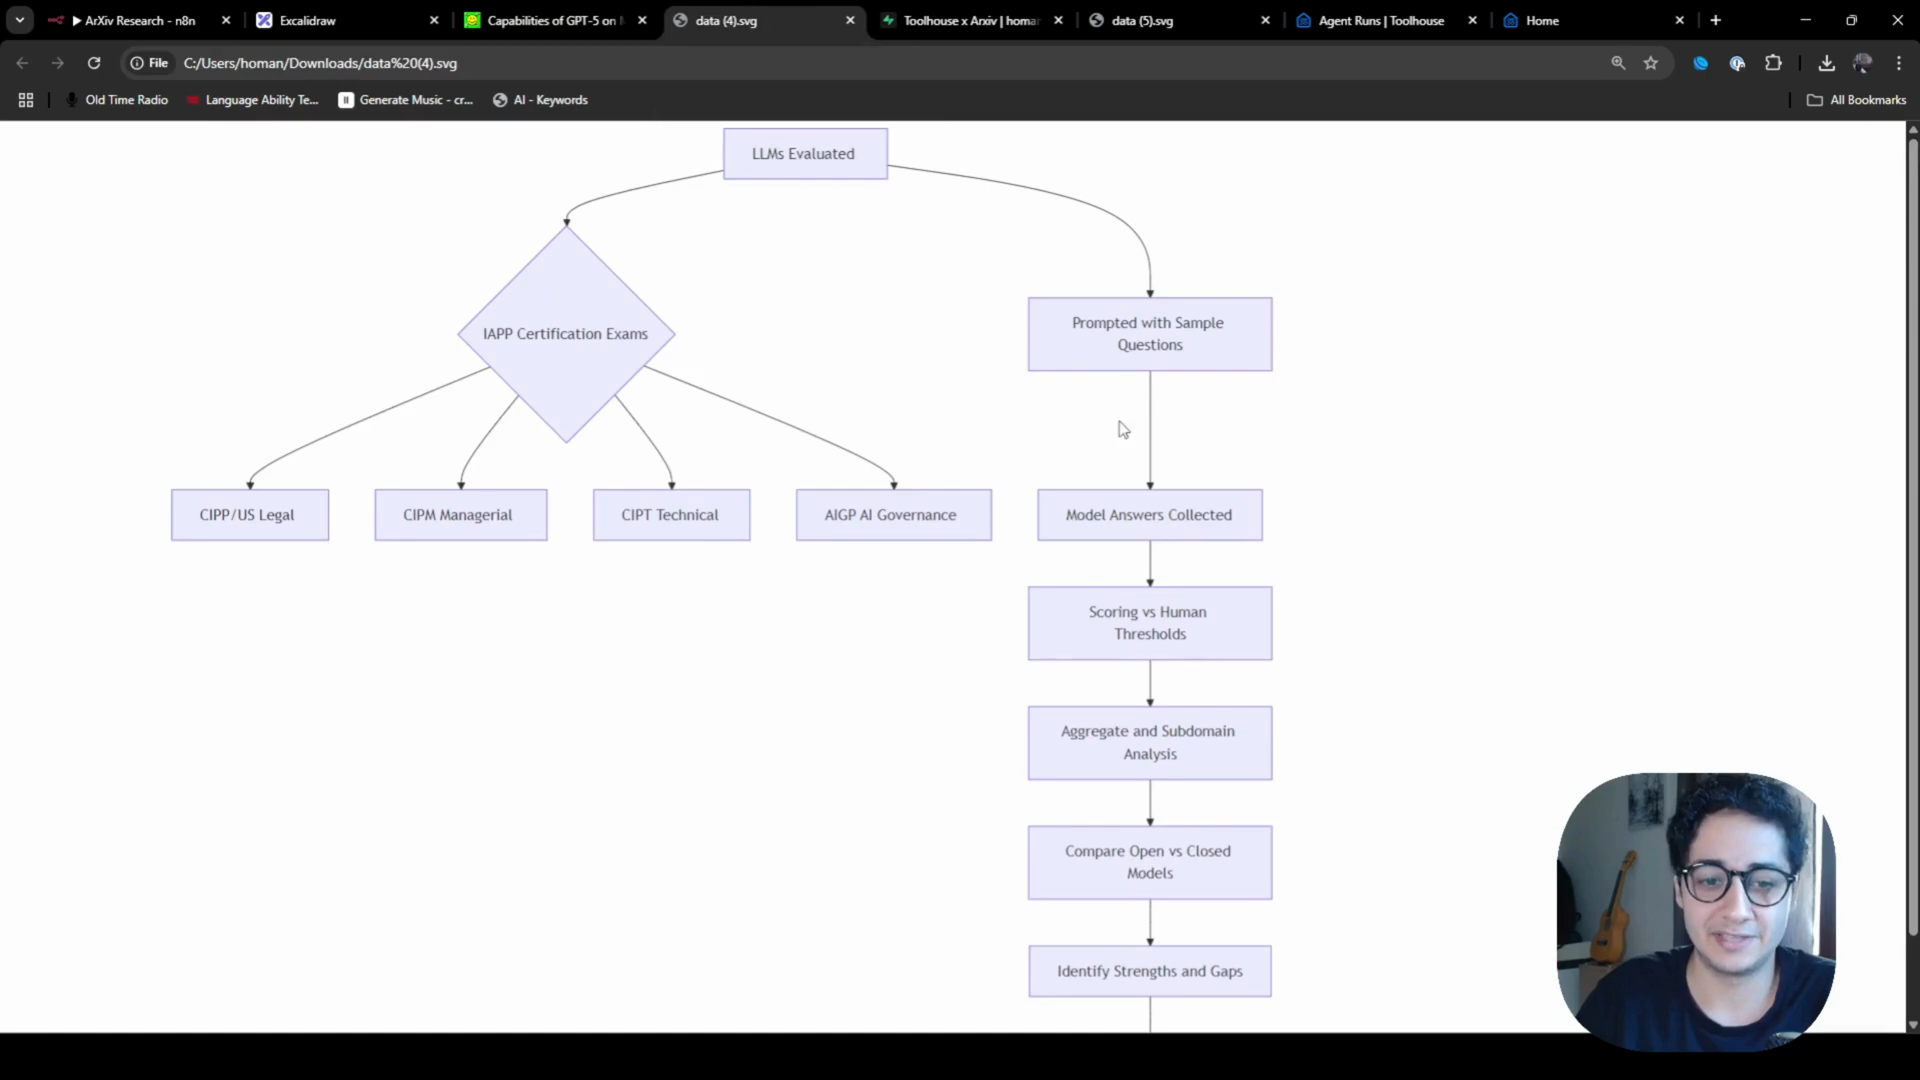 ArXiv Research - n8n
Excalidraw
Capabilities of GPT-5 on
data (4).svg
Toolhouse x Arxiv | homan
data (5).svg
Agent Runs | Toolhouse
Home
File
C:/Users/homan/Downloads/data%20(4).svg
Old Time Radio
Language Ability Te...
Generate Music - cr...
AI - Keywords
All Bookmarks
LLMs Evaluated
IAPP Certification Exams
Prompted with Sample
Questions
CIPP/US Legal
CIPM Managerial
CIPT Technical
AIGP AI Governance
Model Answers Collected
Scoring vs Human
Thresholds
Aggregate and Subdomain
Analysis
Compare Open vs Closed
Models
Identify Strengths and Gaps